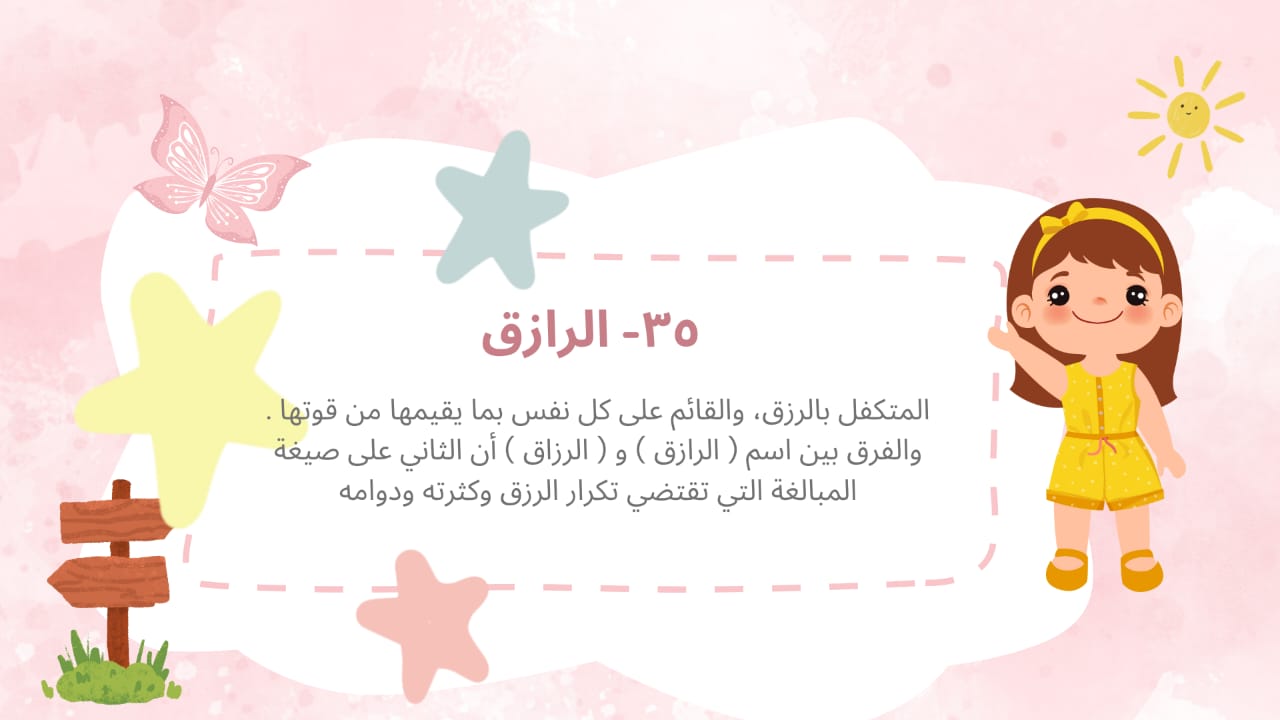 ٣٥- الرازق
المتكفل بالرزق، والقائم على كل نفس بما يقيمها من قوتها .
والفرق بين اسم ( الرازق ) و ( الرزاق ) أن الثاني على صيغة
المبالغة التي تقتضي تكرار الرزق وكثرته ودوامه